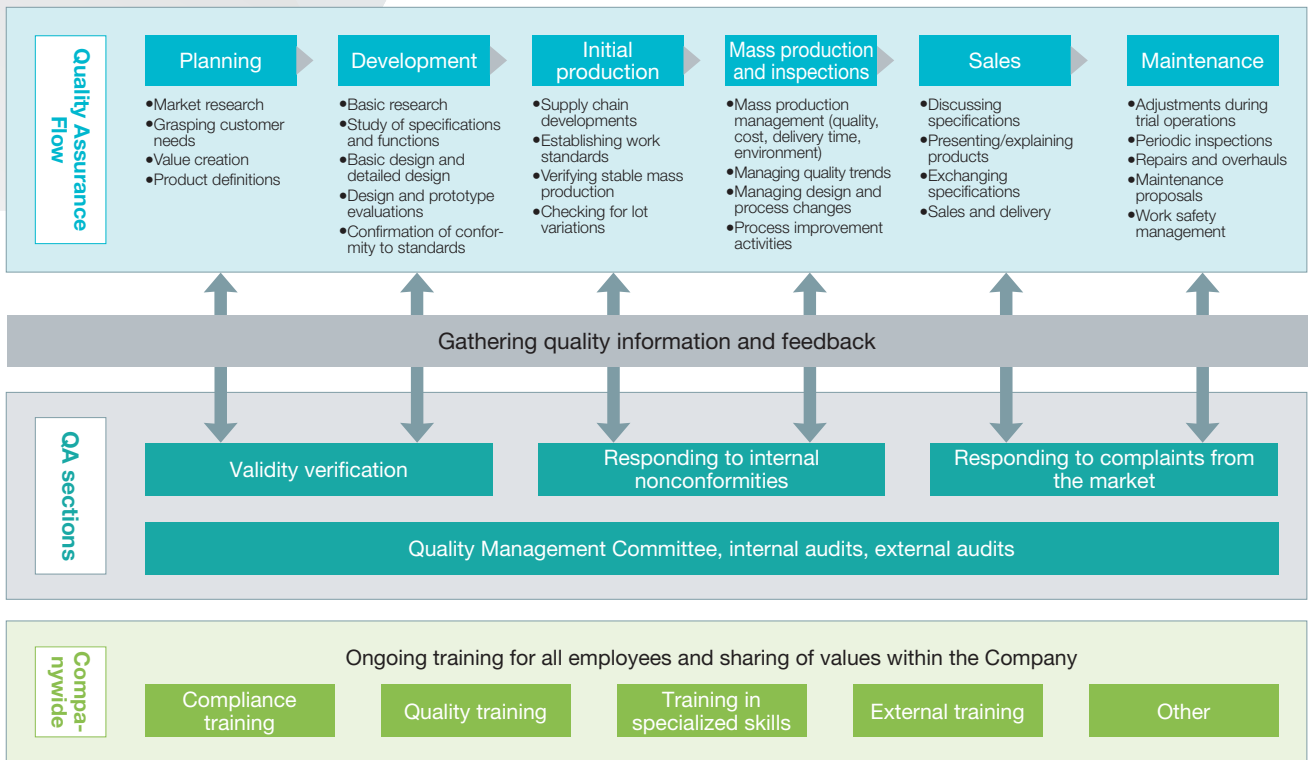 Quality Assurance
Flow
Planning
•Market research
•Grasping customer
needs
•Value creation
•Product definitions
Development
•Basic research
•Study of specifications
and functions
•Basic design and
detailed design
•Design and prototype
evaluations
•Confirmation of confor-
mity to standards
Initial
production
•Supply chain
developments
•Establishing work
standards
•Verifying stable mass
production
•Checking for lot
variations
Mass production
and inspections
•Mass production
management (quality,
cost, delivery time,
environment)
•Managing quality trends
•Managing design and
process changes
•Process improvement
activities
Sales
•Discussing
specifications
•Presenting/explaining
products
•Exchanging
specifications
•Sales and delivery
Maintenance
•Adjustments during
trial operations
•Periodic inspections
•Repairs and overhauls
•Maintenance
proposals
•Work safety
management
Gathering quality information and feedback
QA sections
Validity verification
Responding to internal
nonconformities
Responding to complaints from
the market
Quality Management Committee, internal audits, external audits
Compa-
nywide
Ongoing training for all employees and sharing of values within the Company
Compliance
training
Quality training
Training in
specialized skills
External training
Other